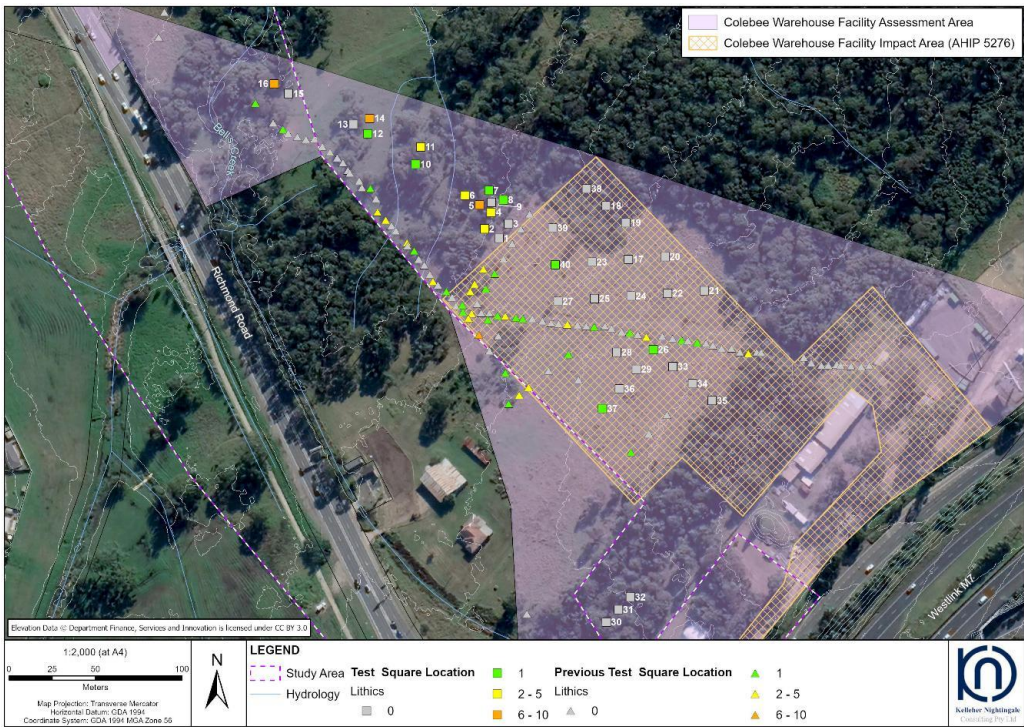 Colebee Warehouse Facility Assessment Area
Colebee Warehouse Facility Impact Area (AHIP 5276)
16
15
14
13
12
11
10
7
6
8
5
9
4
2
3
1
38
18
19
39
17
20
40
23
24
22
21
27
25
28
26
29
33
34
36
35
37
32
31
30
Bells Creek
Richmond Road
Westlink M7
Elevation Data © Department Finance, Services and Innovation is licensed under CC BY 3.0
1:2,000 (at A4)
0 25 50 100
Meters
Map Projection: Transverse Mercator
Horizontal Datum: GDA 1994
Coordinate System: GDA 1994 MGA Zone 56
N
LEGEND
Study Area
Hydrology
Test Square Location
Lithics
0
1
2 - 5
6 - 10
Previous Test Square Location
Lithics
0
1
2 - 5
6 - 10
Kelleher Nightingale
Consulting Pty Ltd